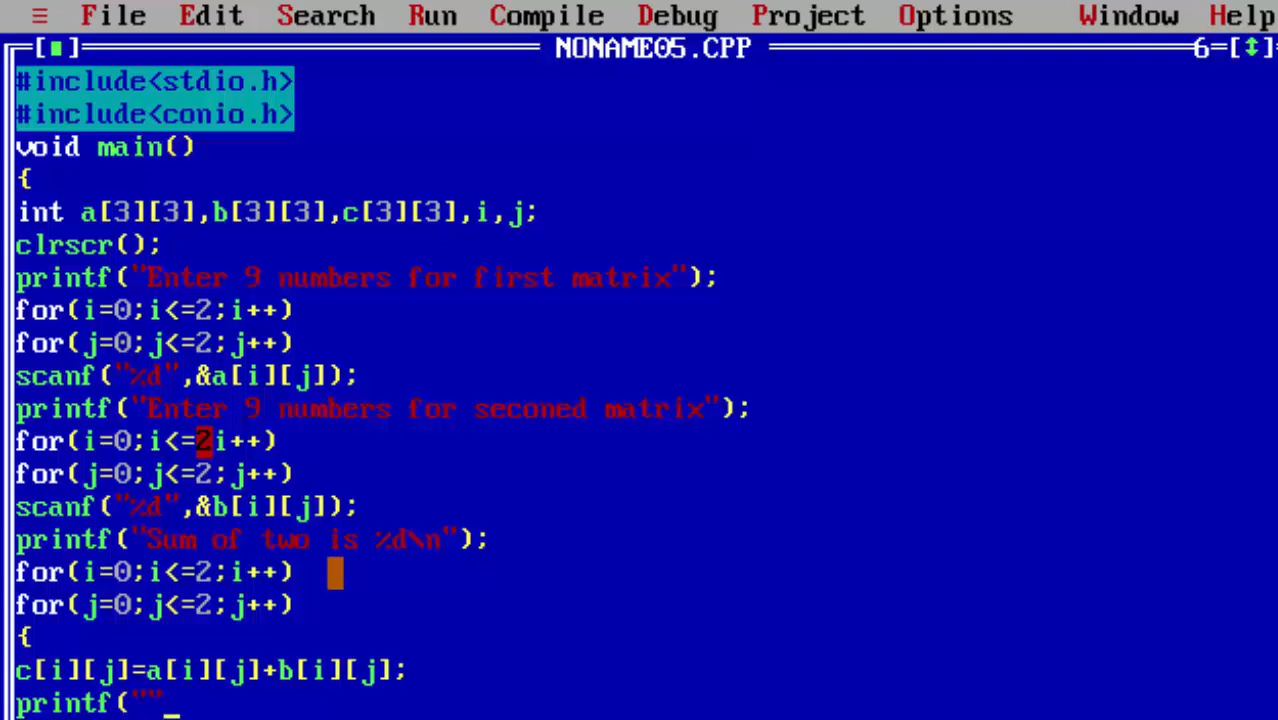 ≡ File Edit Search Run Compile Debug Project Options Window Help
[■] NONAME05.CPP 6=[↕]
#include<stdio.h>
#include<conio.h>
void main()
{
int a[3][3],b[3][3],c[3][3],i,j;
clrscr();
printf("Enter 9 numbers for first matrix");
for(i=0;i<=2;i++)
for(j=0;j<=2;j++)
scanf("%d",&a[i][j]);
printf("Enter 9 numbers for seconed matrix");
for(i=0;i<=2i++)
for(j=0;j<=2;j++)
scanf("%d",&b[i][j]);
printf("Sum of two is %d\n");
for(i=0;i<=2;i++)
for(j=0;j<=2;j++)
{
c[i][j]=a[i][j]+b[i][j];
printf(""_